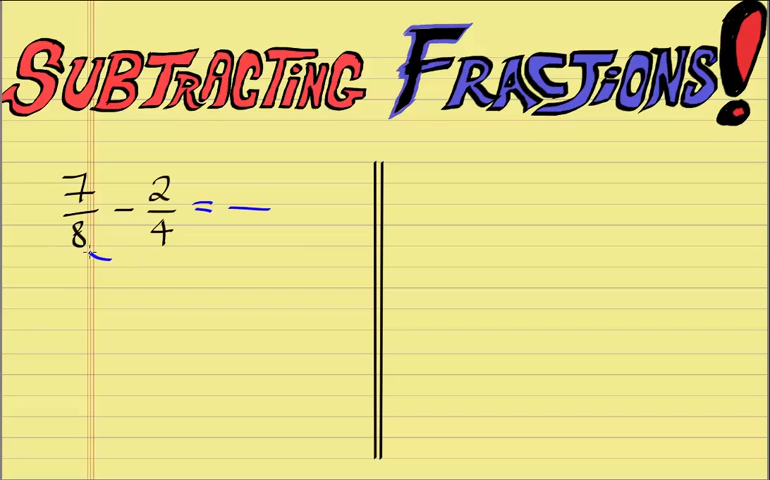 SUBTRACTING FRACTIONS!
7/8 - 2/4 =